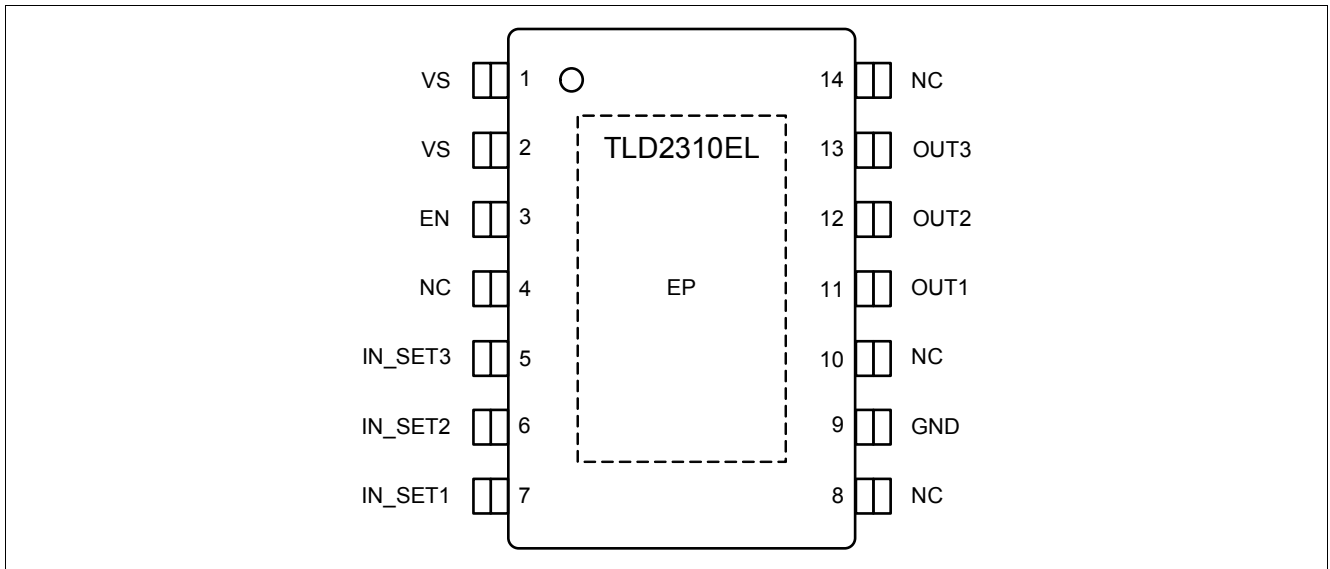 VS 1 14 NC
VS 2 TLD2310EL 13 OUT3
EN 3 12 OUT2
NC 4 EP 11 OUT1
IN_SET3 5 10 NC
IN_SET2 6 9 GND
IN_SET1 7 8 NC